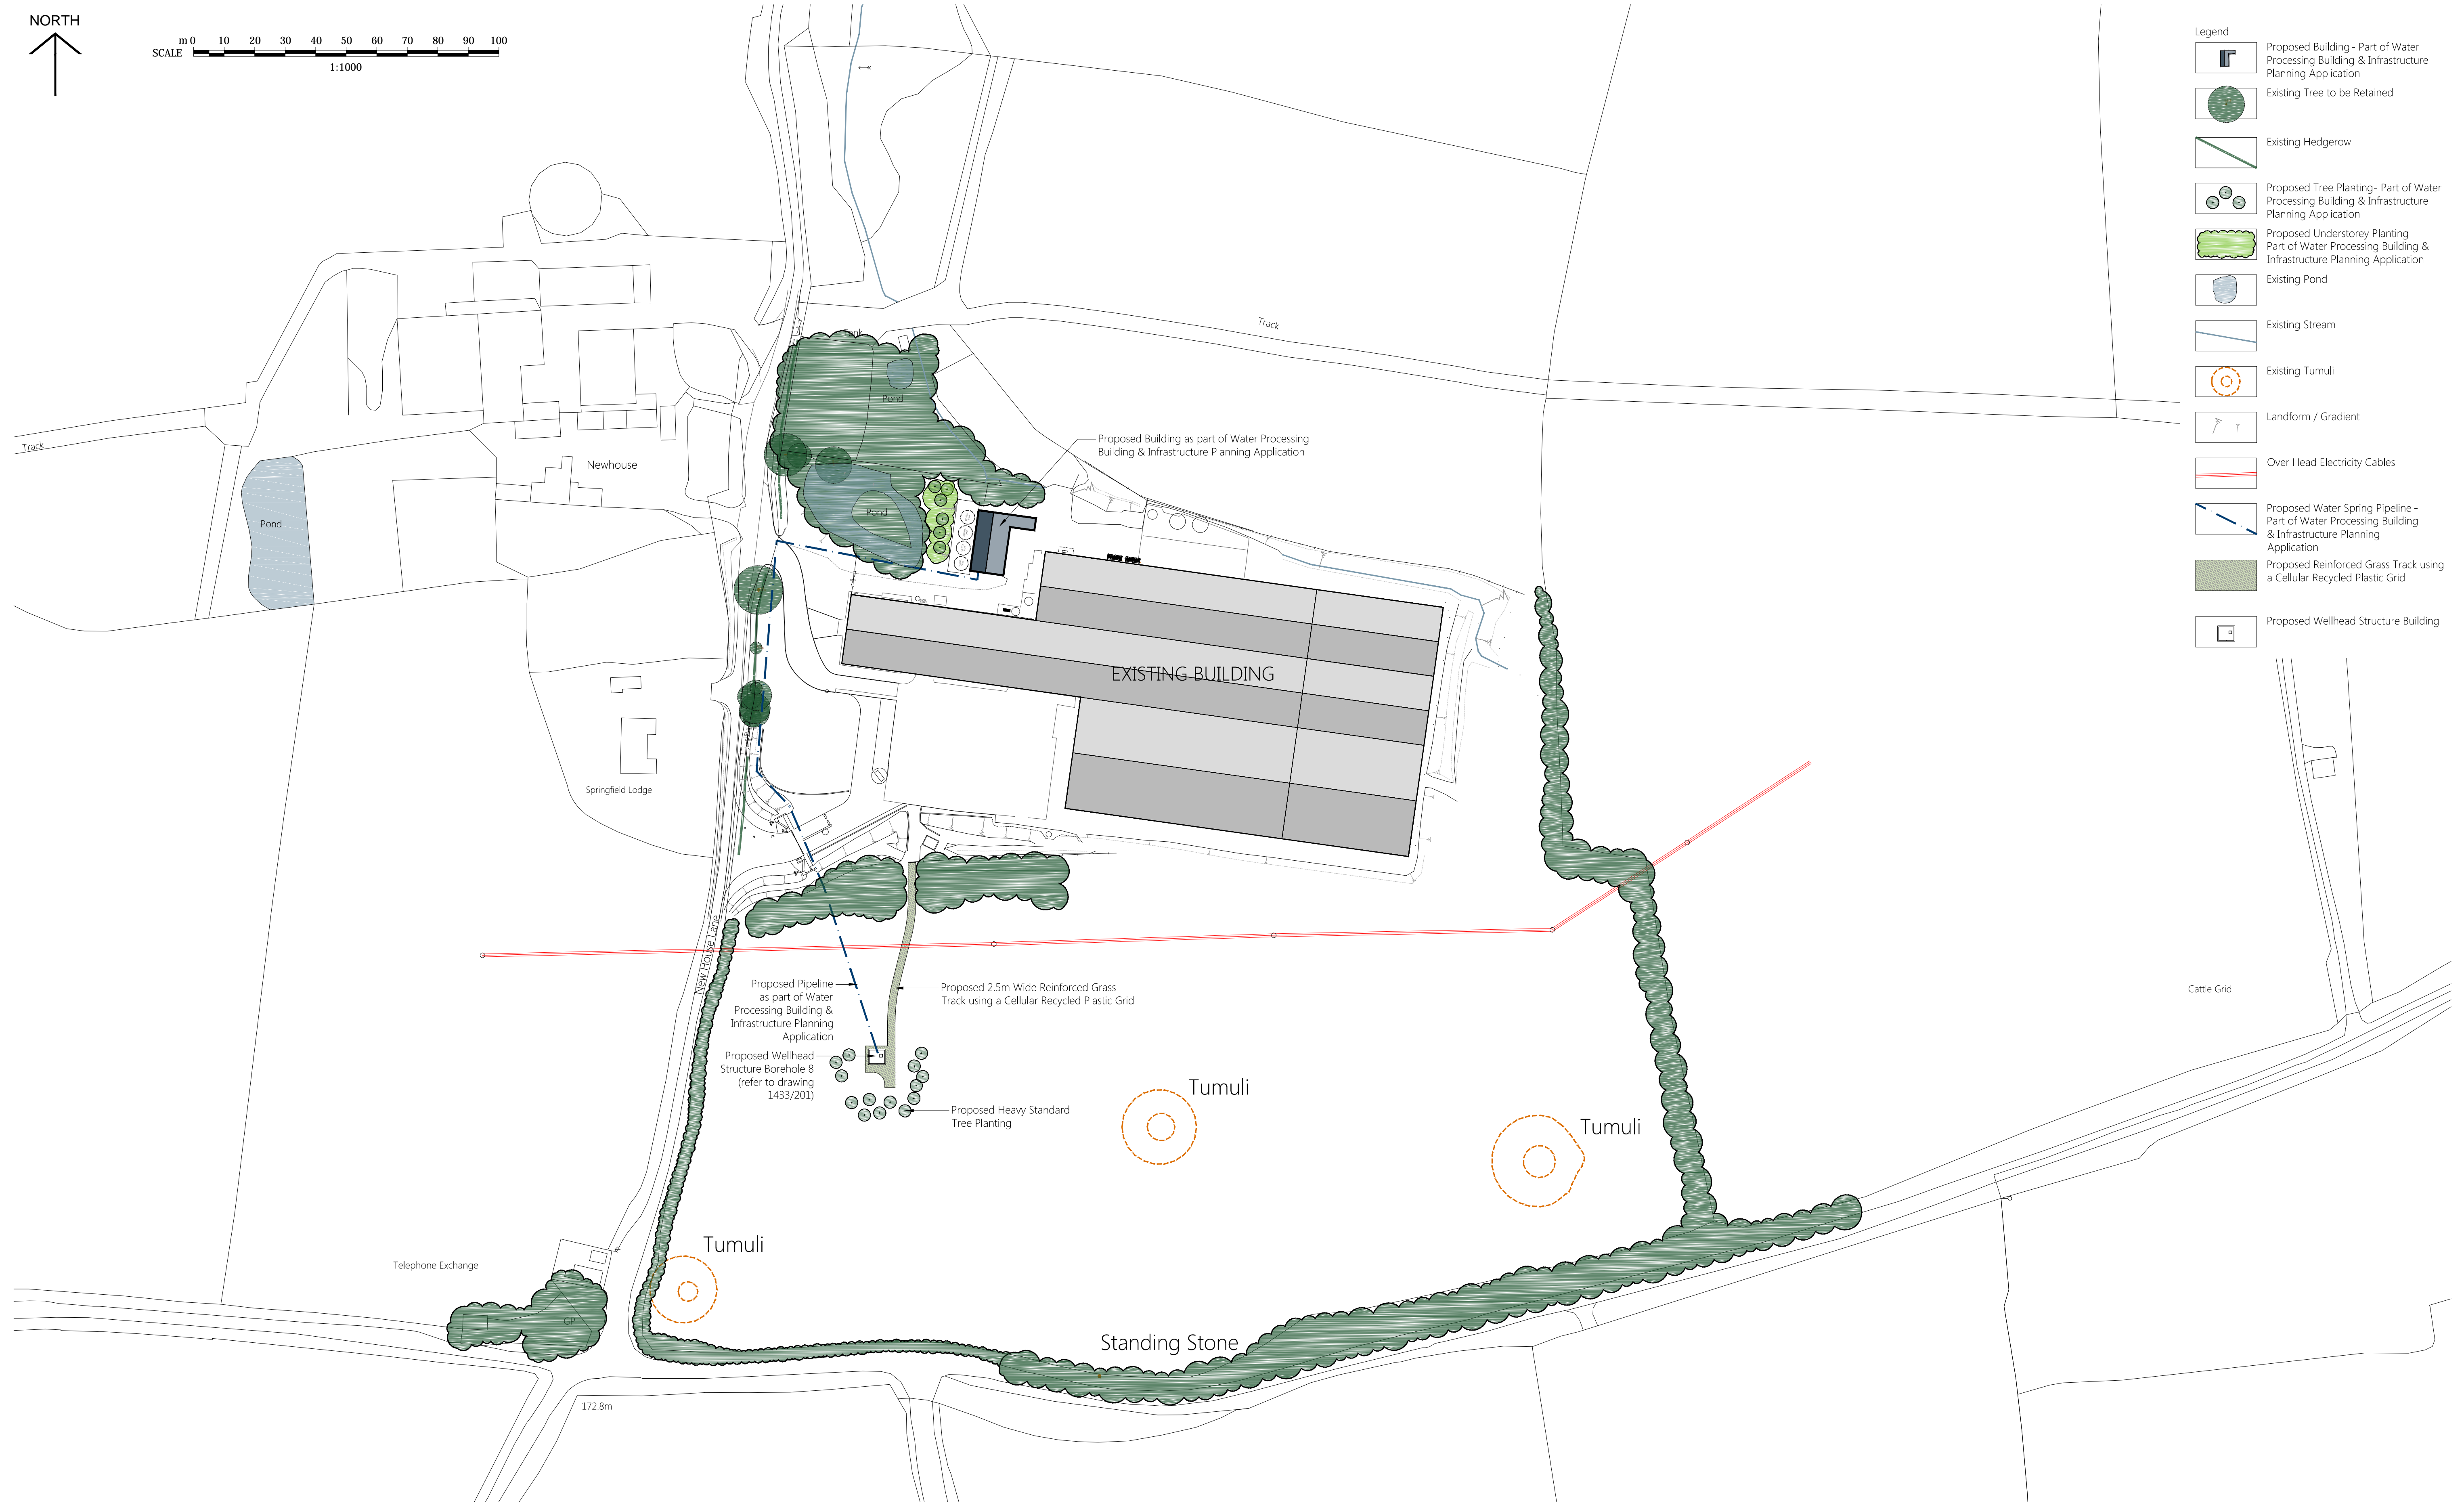 NORTH
m 0 10 20 30 40 50 60 70 80 90 100
SCALE
1:1000
Legend
Proposed Building - Part of Water
Processing Building & Infrastructure
Planning Application
Existing Tree to be Retained
Existing Hedgerow
Proposed Tree Planting- Part of Water
Processing Building & Infrastructure
Planning Application
Proposed Understorey Planting
Part of Water Processing Building &
Infrastructure Planning Application
Existing Pond
Existing Stream
Existing Tumuli
Landform / Gradient
Over Head Electricity Cables
Proposed Water Spring Pipeline -
Part of Water Processing Building
& Infrastructure Planning
Application
Proposed Reinforced Grass Track using
a Cellular Recycled Plastic Grid
Proposed Wellhead Structure Building
Track
Tank
Pond
Track
Newhouse
Proposed Building as part of Water Processing
Building & Infrastructure Planning Application
Pond
Pond
EXISTING BUILDING
Springfield Lodge
New House Lane
Proposed Pipeline
as part of Water
Processing Building &
Infrastructure Planning
Application
Proposed 2.5m Wide Reinforced Grass
Track using a Cellular Recycled Plastic Grid
Cattle Grid
Proposed Wellhead
Structure Borehole 8
(refer to drawing
1433/201)
Proposed Heavy Standard
Tree Planting
Tumuli
Tumuli
Tumuli
Telephone Exchange
GP
Standing Stone
172.8m